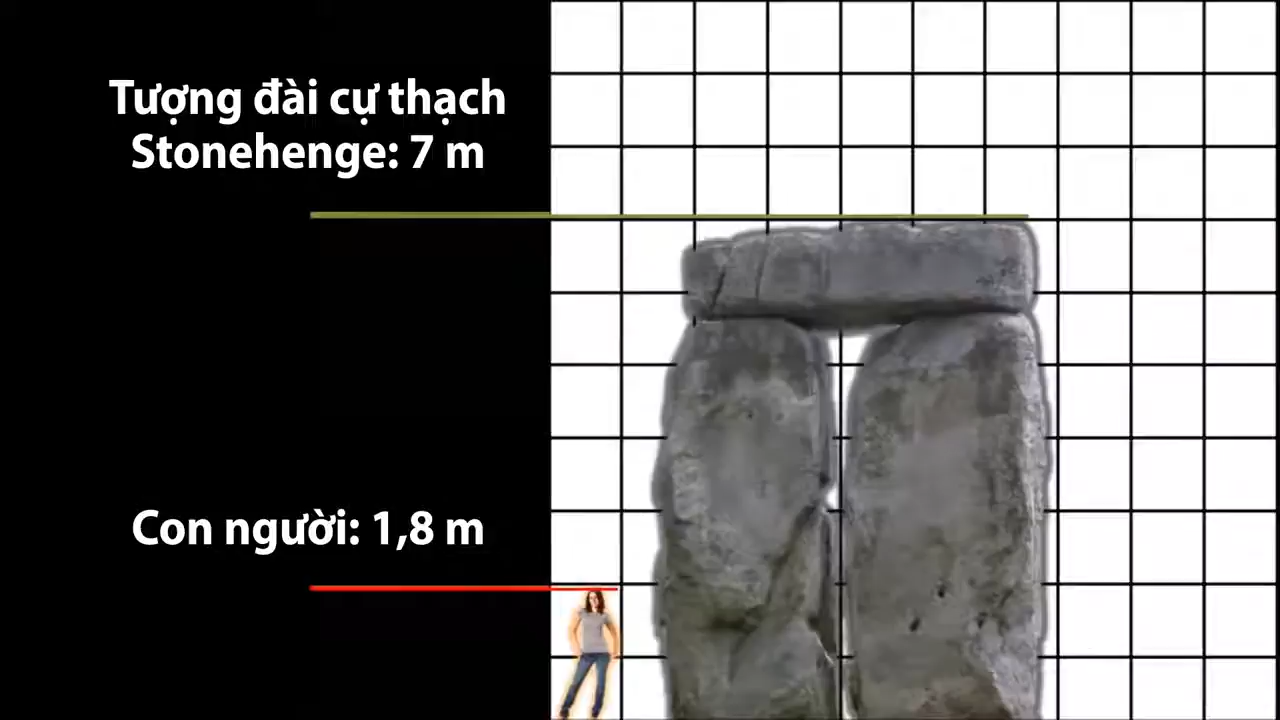 Tượng đài cự thạch
Stonehenge: 7 m
Con người: 1,8 m